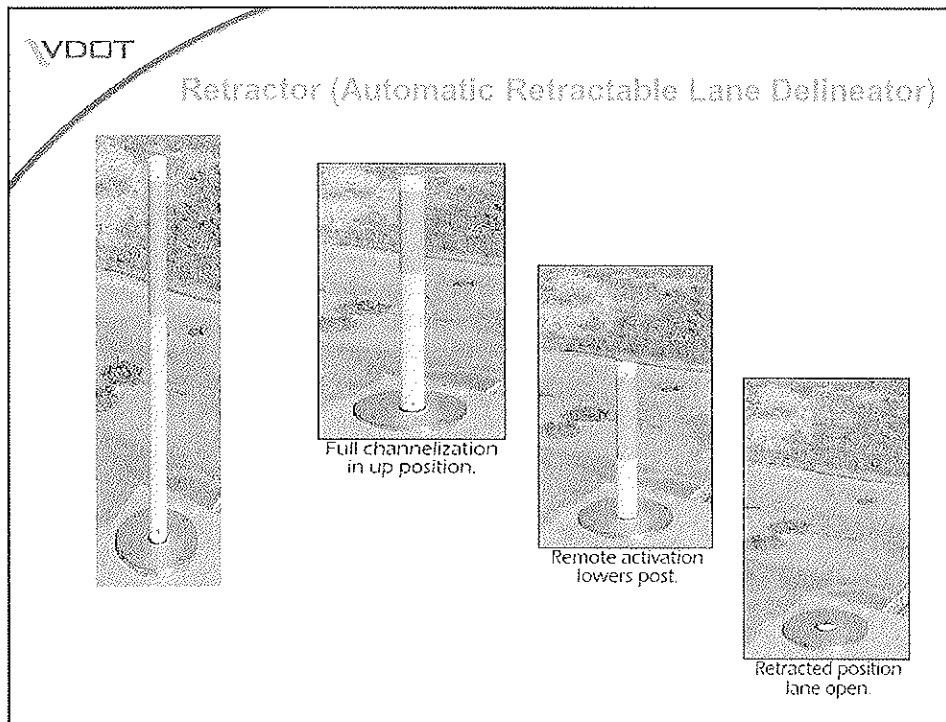 VDOT
Retractor (Automatic Retractable Lane Delineator)
Full channelization
in up position.
Remote activation
lowers post.
Retracted position
lane open.